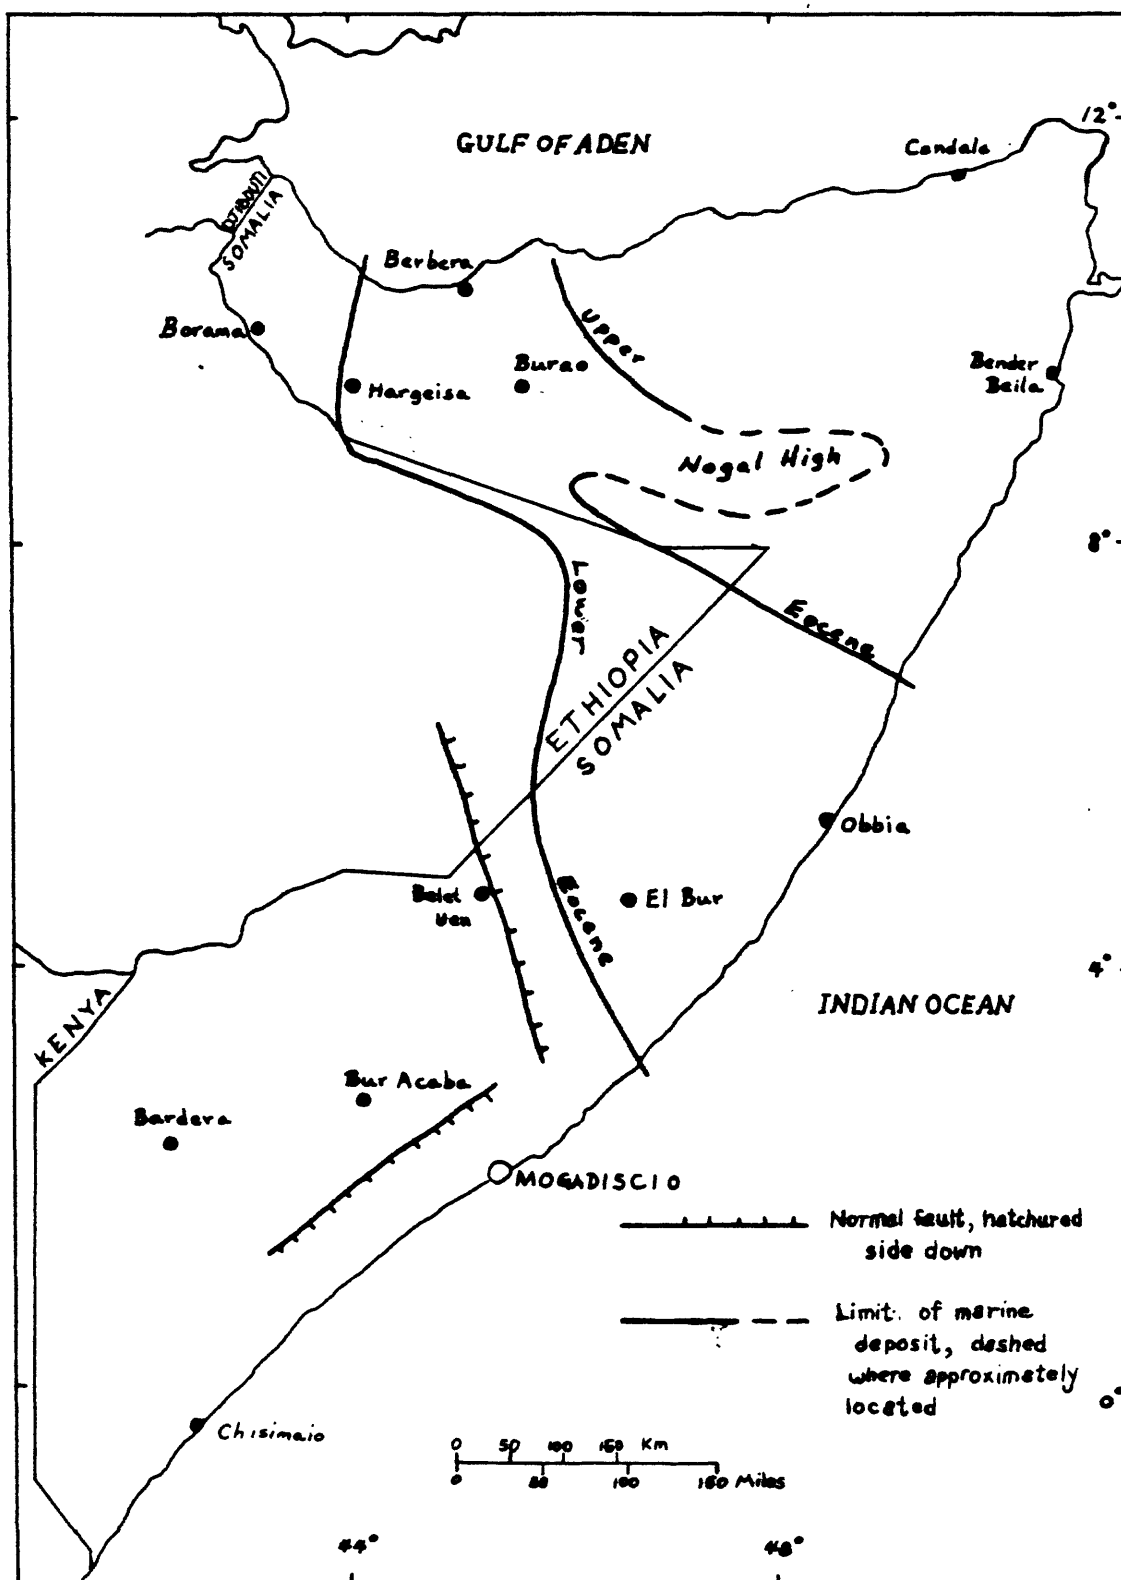 12°
GULF OF ADEN
Candala
DJIBOUTI
SOMALIA
Berbera
Borama
Upper
Burao
Bender
Beila
Hargeisa
Nogal High
8°
Lower
Eocene
ETHIOPIA
SOMALIA
Obbia
Belet
Uen
Eocene
El Bur
4°
INDIAN OCEAN
KENYA
Bur Acaba
Bardera
MOGADISCIO
Normal fault, hatchured
side down
Limit of marine
deposit, dashed
where approximately
located
0°
Chisimaio
0 50 100 150 Km
0 50 100 150 Miles
44° 48°